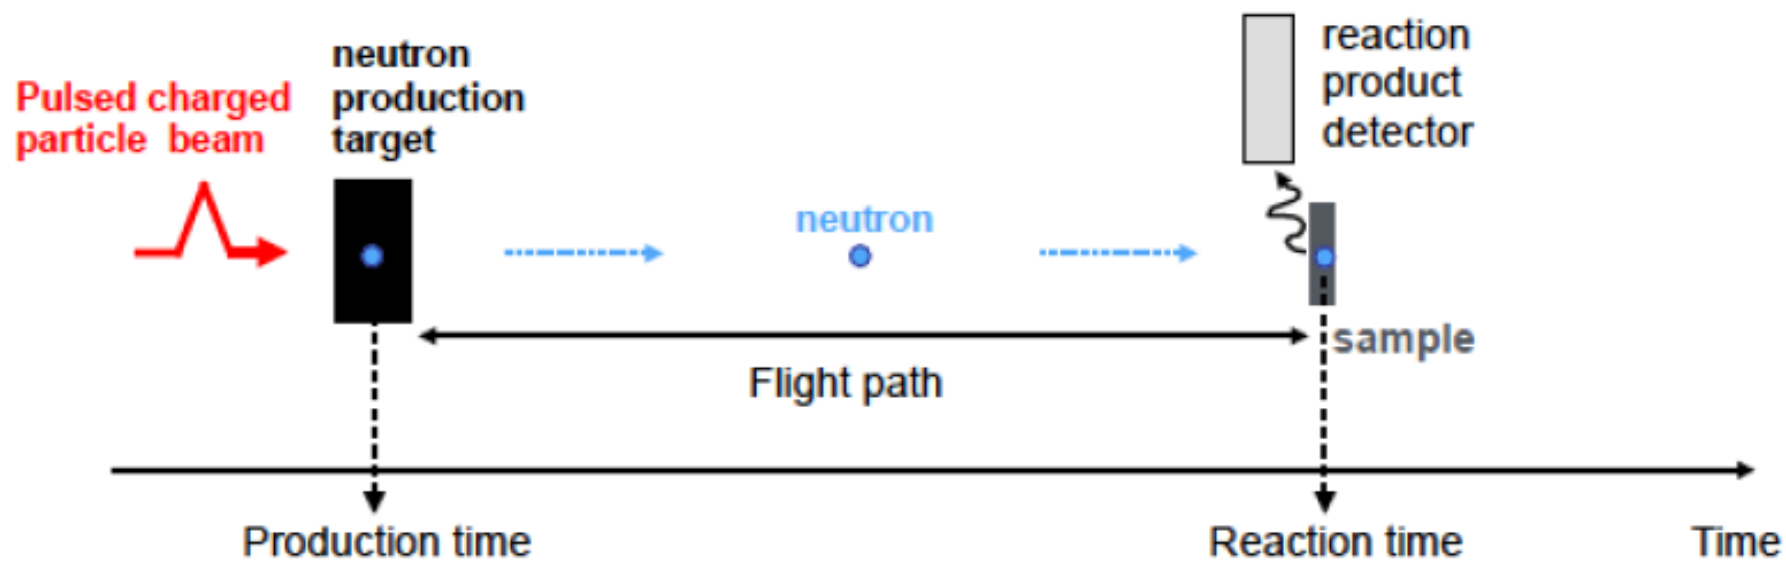 Pulsed charged
particle beam
neutron
production
target
neutron
reaction
product
detector
sample
Flight path
Production time
Reaction time
Time